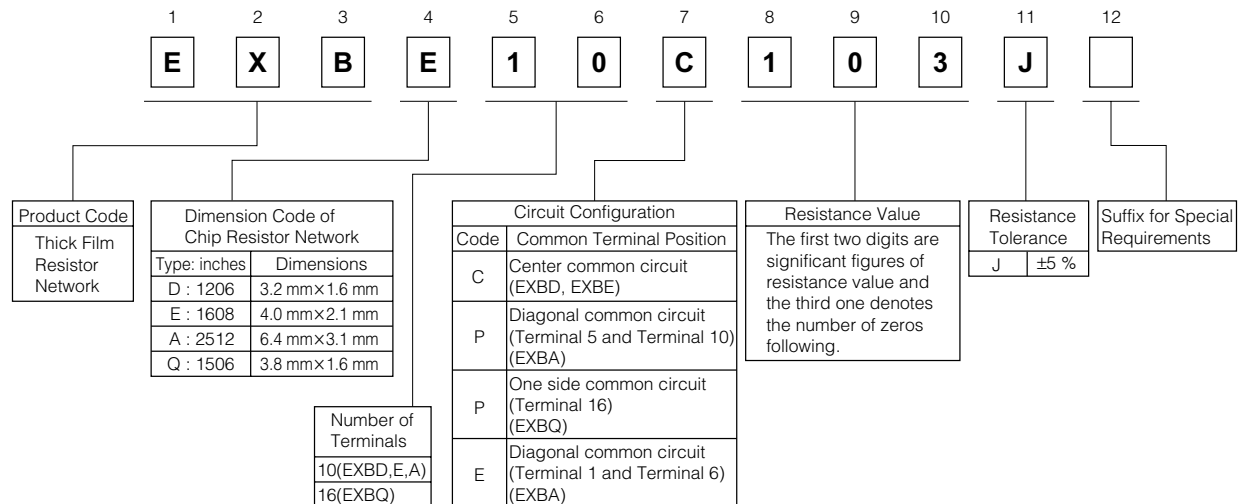 1 2 3 4 5 6 7 8 9 10 11 12
E X B E 1 0 C 1 0 3 J
Product Code
Thick Film
Resistor
Network
Dimension Code of
Chip Resistor Network
Type: inches Dimensions
D : 1206 3.2 mm×1.6 mm
E : 1608 4.0 mm×2.1 mm
A : 2512 6.4 mm×3.1 mm
Q : 1506 3.8 mm×1.6 mm
Number of
Terminals
10(EXBD,E,A)
16(EXBQ)
Circuit Configuration
Code Common Terminal Position
C Center common circuit
(EXBD, EXBE)
P Diagonal common circuit
(Terminal 5 and Terminal 10)
(EXBA)
P One side common circuit
(Terminal 16)
(EXBQ)
E Diagonal common circuit
(Terminal 1 and Terminal 6)
(EXBA)
Resistance Value
The first two digits are
significant figures of
resistance value and
the third one denotes
the number of zeros
following.
Resistance
Tolerance
J ±5 %
Suffix for Special
Requirements